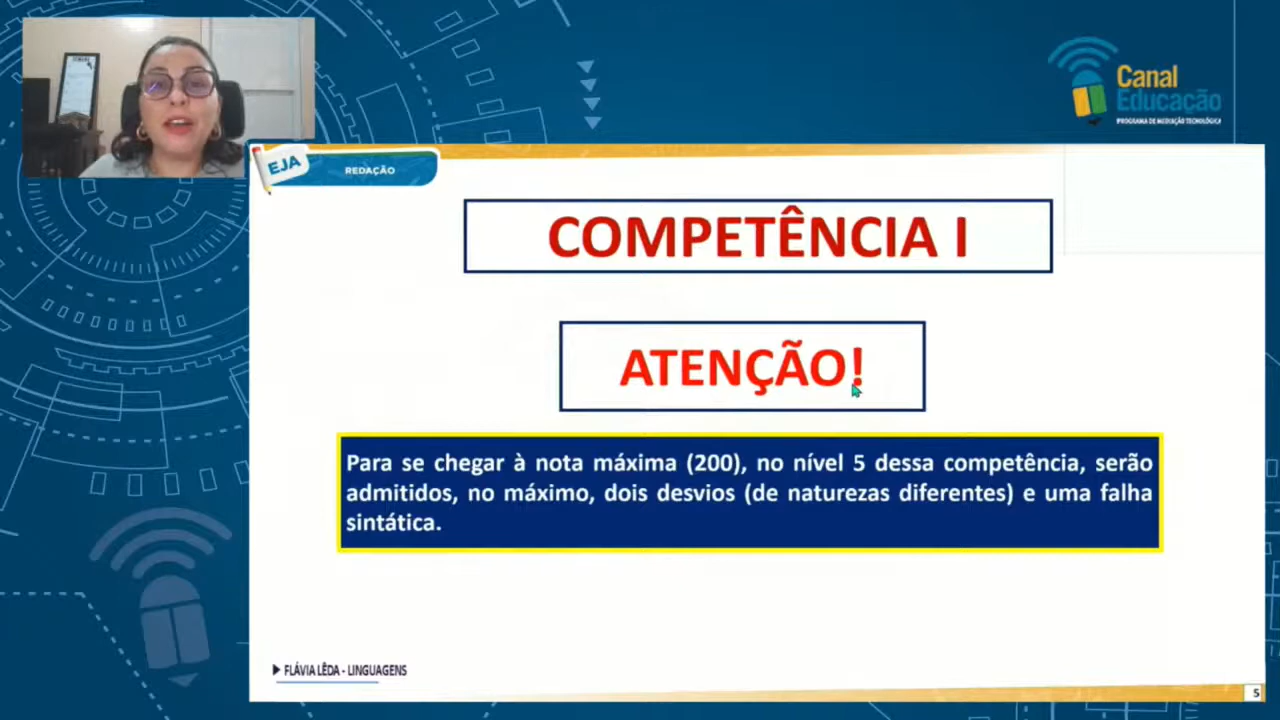 Canal
Educação
PROGRAMA DE MEDIAÇÃO TECNOLÓGICA
EJA
REDAÇÃO
COMPETÊNCIA I
ATENÇÃO!
Para se chegar à nota máxima (200), no nível 5 dessa competência, serão
admitidos, no máximo, dois desvios (de naturezas diferentes) e uma falha
sintática.
FLÁVIA LÊDA - LINGUAGENS
5